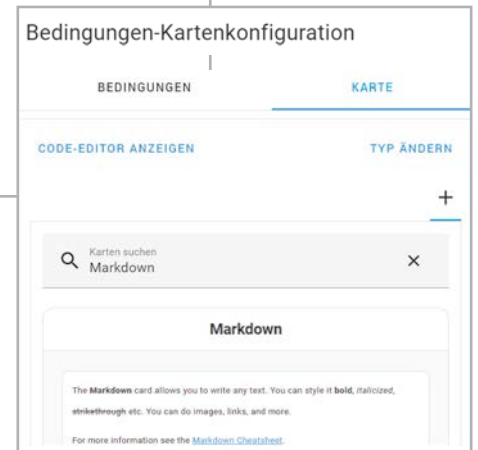 Bedingungen-Kartenkonfiguration
BEDINGUNGEN KARTE
CODE-EDITOR ANZEIGEN TYP ÄNDERN
+
Karten suchen
Markdown
Markdown
The Markdown card allows you to write any text. You can style it bold, italicized,
strikethrough etc. You can do images, links, and more.
For more information see the Markdown Cheatsheet.